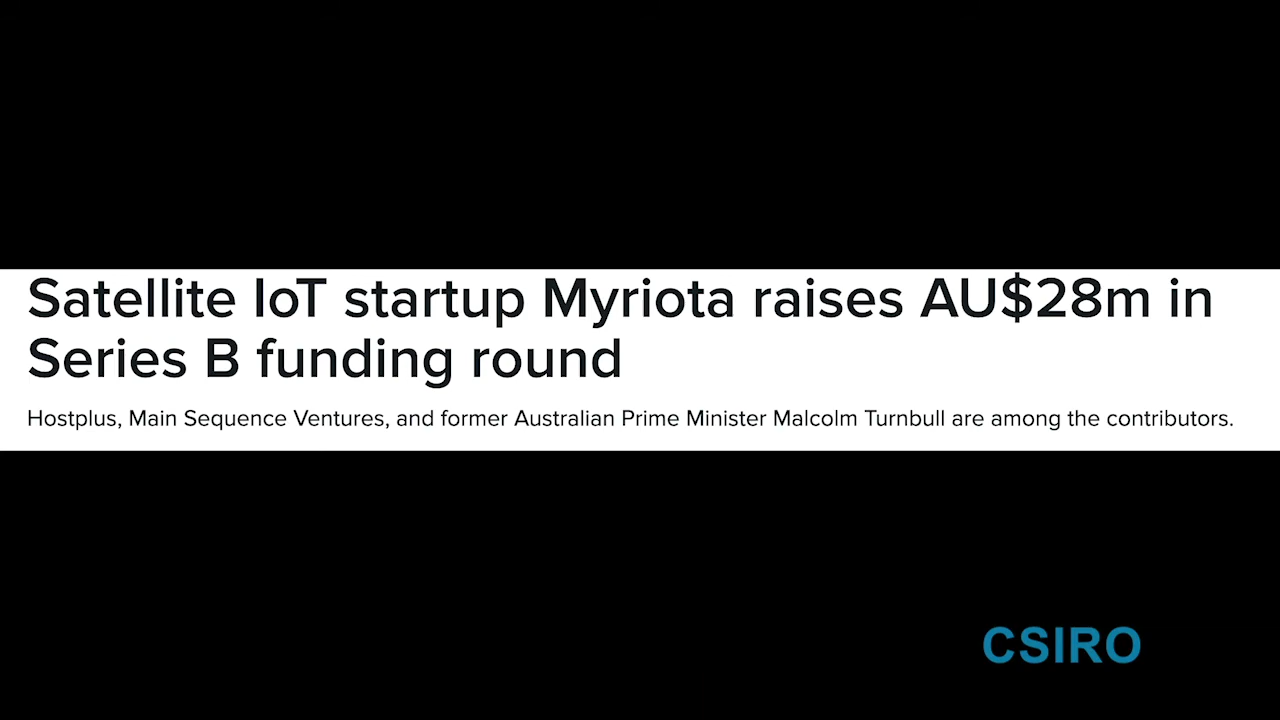 Satellite IoT startup Myriota raises AU$28m in
Series B funding round
Hostplus, Main Sequence Ventures, and former Australian Prime Minister Malcolm Turnbull are among the contributors.
CSIRO